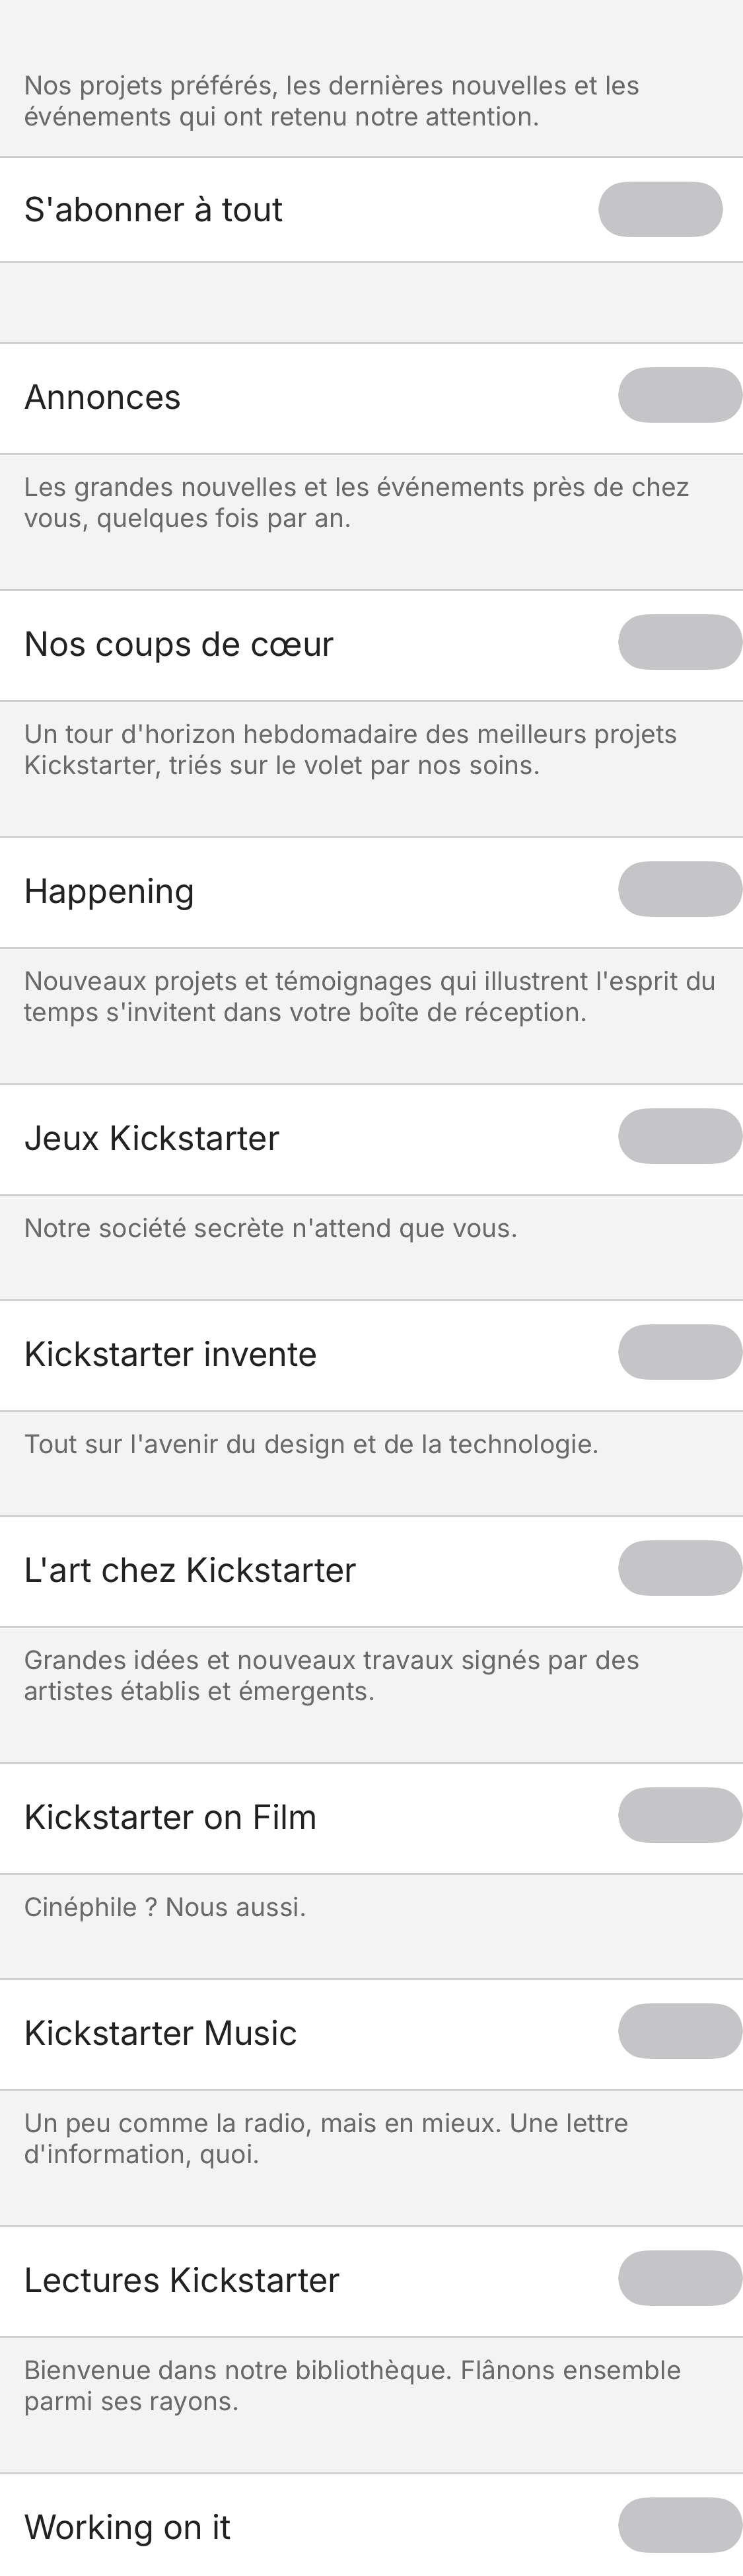 Nos projets préférés, les dernières nouvelles et les
événements qui ont retenu notre attention.
S'abonner à tout
Annonces
Les grandes nouvelles et les événements près de chez
vous, quelques fois par an.
Nos coups de cœur
Un tour d'horizon hebdomadaire des meilleurs projets
Kickstarter, triés sur le volet par nos soins.
Happening
Nouveaux projets et témoignages qui illustrent l'esprit du
temps s'invitent dans votre boîte de réception.
Jeux Kickstarter
Notre société secrète n'attend que vous.
Kickstarter invente
Tout sur l'avenir du design et de la technologie.
L'art chez Kickstarter
Grandes idées et nouveaux travaux signés par des
artistes établis et émergents.
Kickstarter on Film
Cinéphile ? Nous aussi.
Kickstarter Music
Un peu comme la radio, mais en mieux. Une lettre
d'information, quoi.
Lectures Kickstarter
Bienvenue dans notre bibliothèque. Flânons ensemble
parmi ses rayons.
Working on it